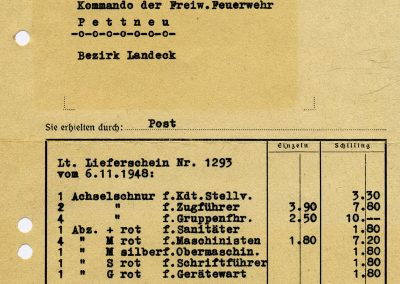 Kommando der Freiw.Feuerwehr
P e t t n e u
-o-o-o-o-o-o-o-
Bezirk Landeck
Sie erhielten durch: Post
Einzeln Schilling
Lt. Lieferschein Nr. 1293
vom 6.11.1948:
1 Achselschnur f.Kdt.Stellv. 3.30
2 " f.Zugführer 3.90 7.80
4 " f.Gruppenfhr. 2.50 10.--
1 Abz. + rot f.Sanitäter 1.80
4 " M rot f.Maschinisten 1.80 7.20
1 " M silber f.Obermaschin. 1.80
1 " S rot f.Schriftführer 1.80
1 " G rot f.Gerätewart 1.80